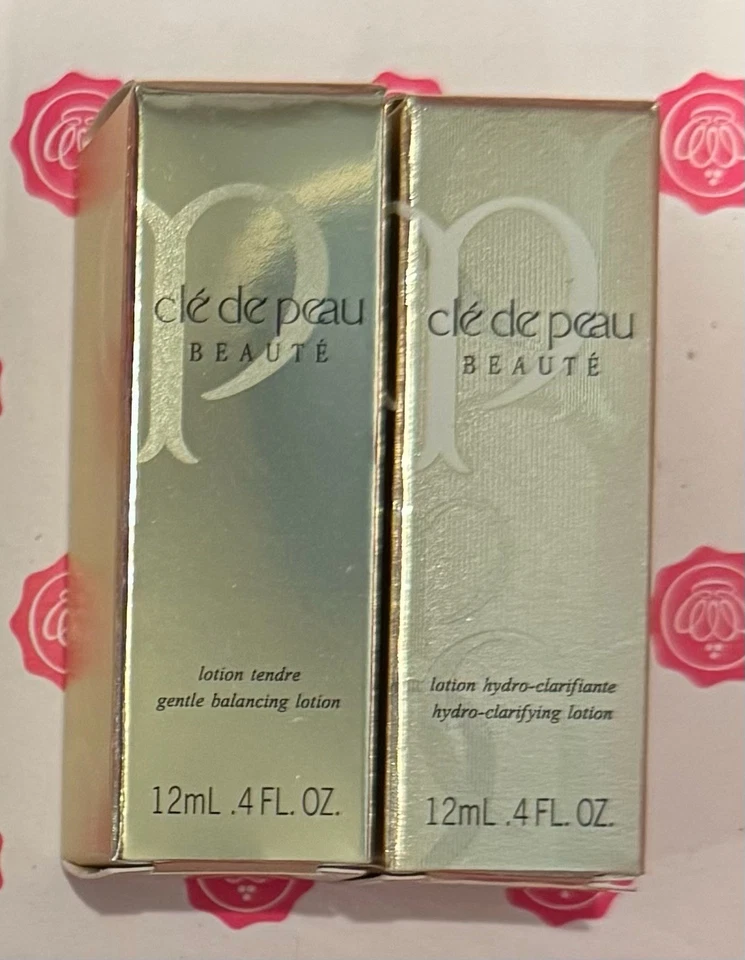 clé de peau
BEAUTÉ
lotion tendre
gentle balancing lotion
12mL .4 FL. OZ.
clé de peau
BEAUTÉ
lotion hydro-clarifiante
hydro-clarifying lotion
12mL .4 FL. OZ.